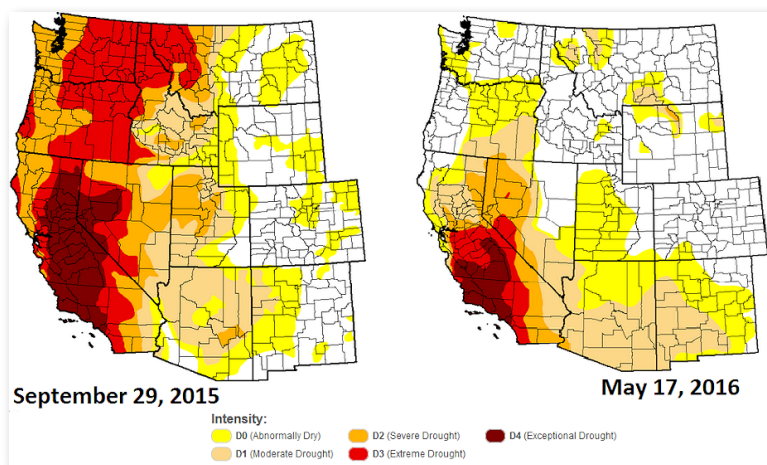 September 29, 2015
May 17, 2016
Intensity:
D0 (Abnormally Dry)
D2 (Severe Drought)
D4 (Exceptional Drought)
D1 (Moderate Drought)
D3 (Extreme Drought)